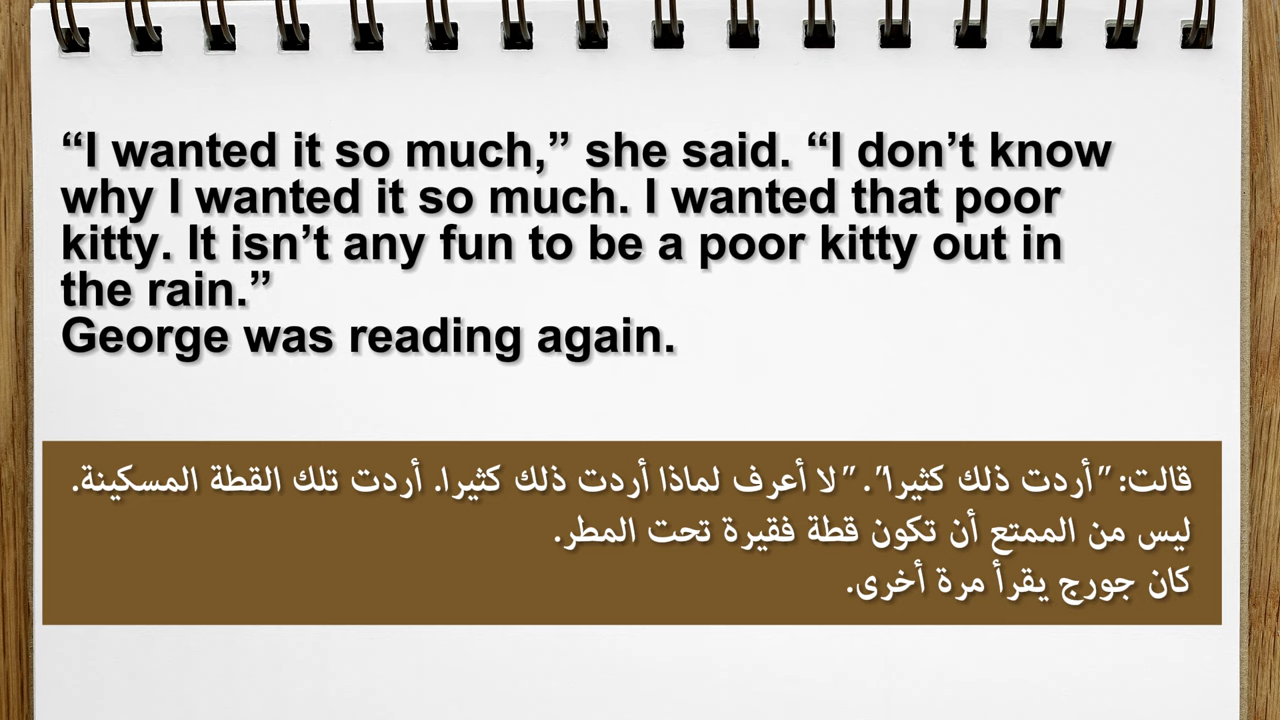 “I wanted it so much,” she said. “I don’t know
why I wanted it so much. I wanted that poor
kitty. It isn’t any fun to be a poor kitty out in
the rain.”
George was reading again.
قالت: "أردت ذلك كثيرا". "لا أعرف لماذا أردت ذلك كثيرا. أردت تلك القطة المسكينة.
ليس من الممتع أن تكون قطة فقيرة تحت المطر.
كان جورج يقرأ مرة أخرى.